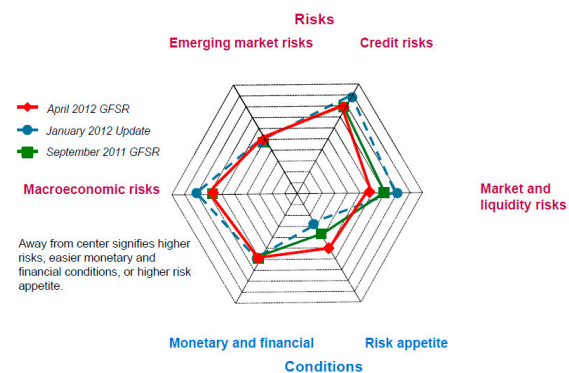 Risks
Emerging market risks
Credit risks
April 2012 GFSR
January 2012 Update
September 2011 GFSR
Macroeconomic risks
Market and
liquidity risks
Away from center signifies higher
risks, easier monetary and
financial conditions, or higher risk
appetite.
Monetary and financial
Risk appetite
Conditions